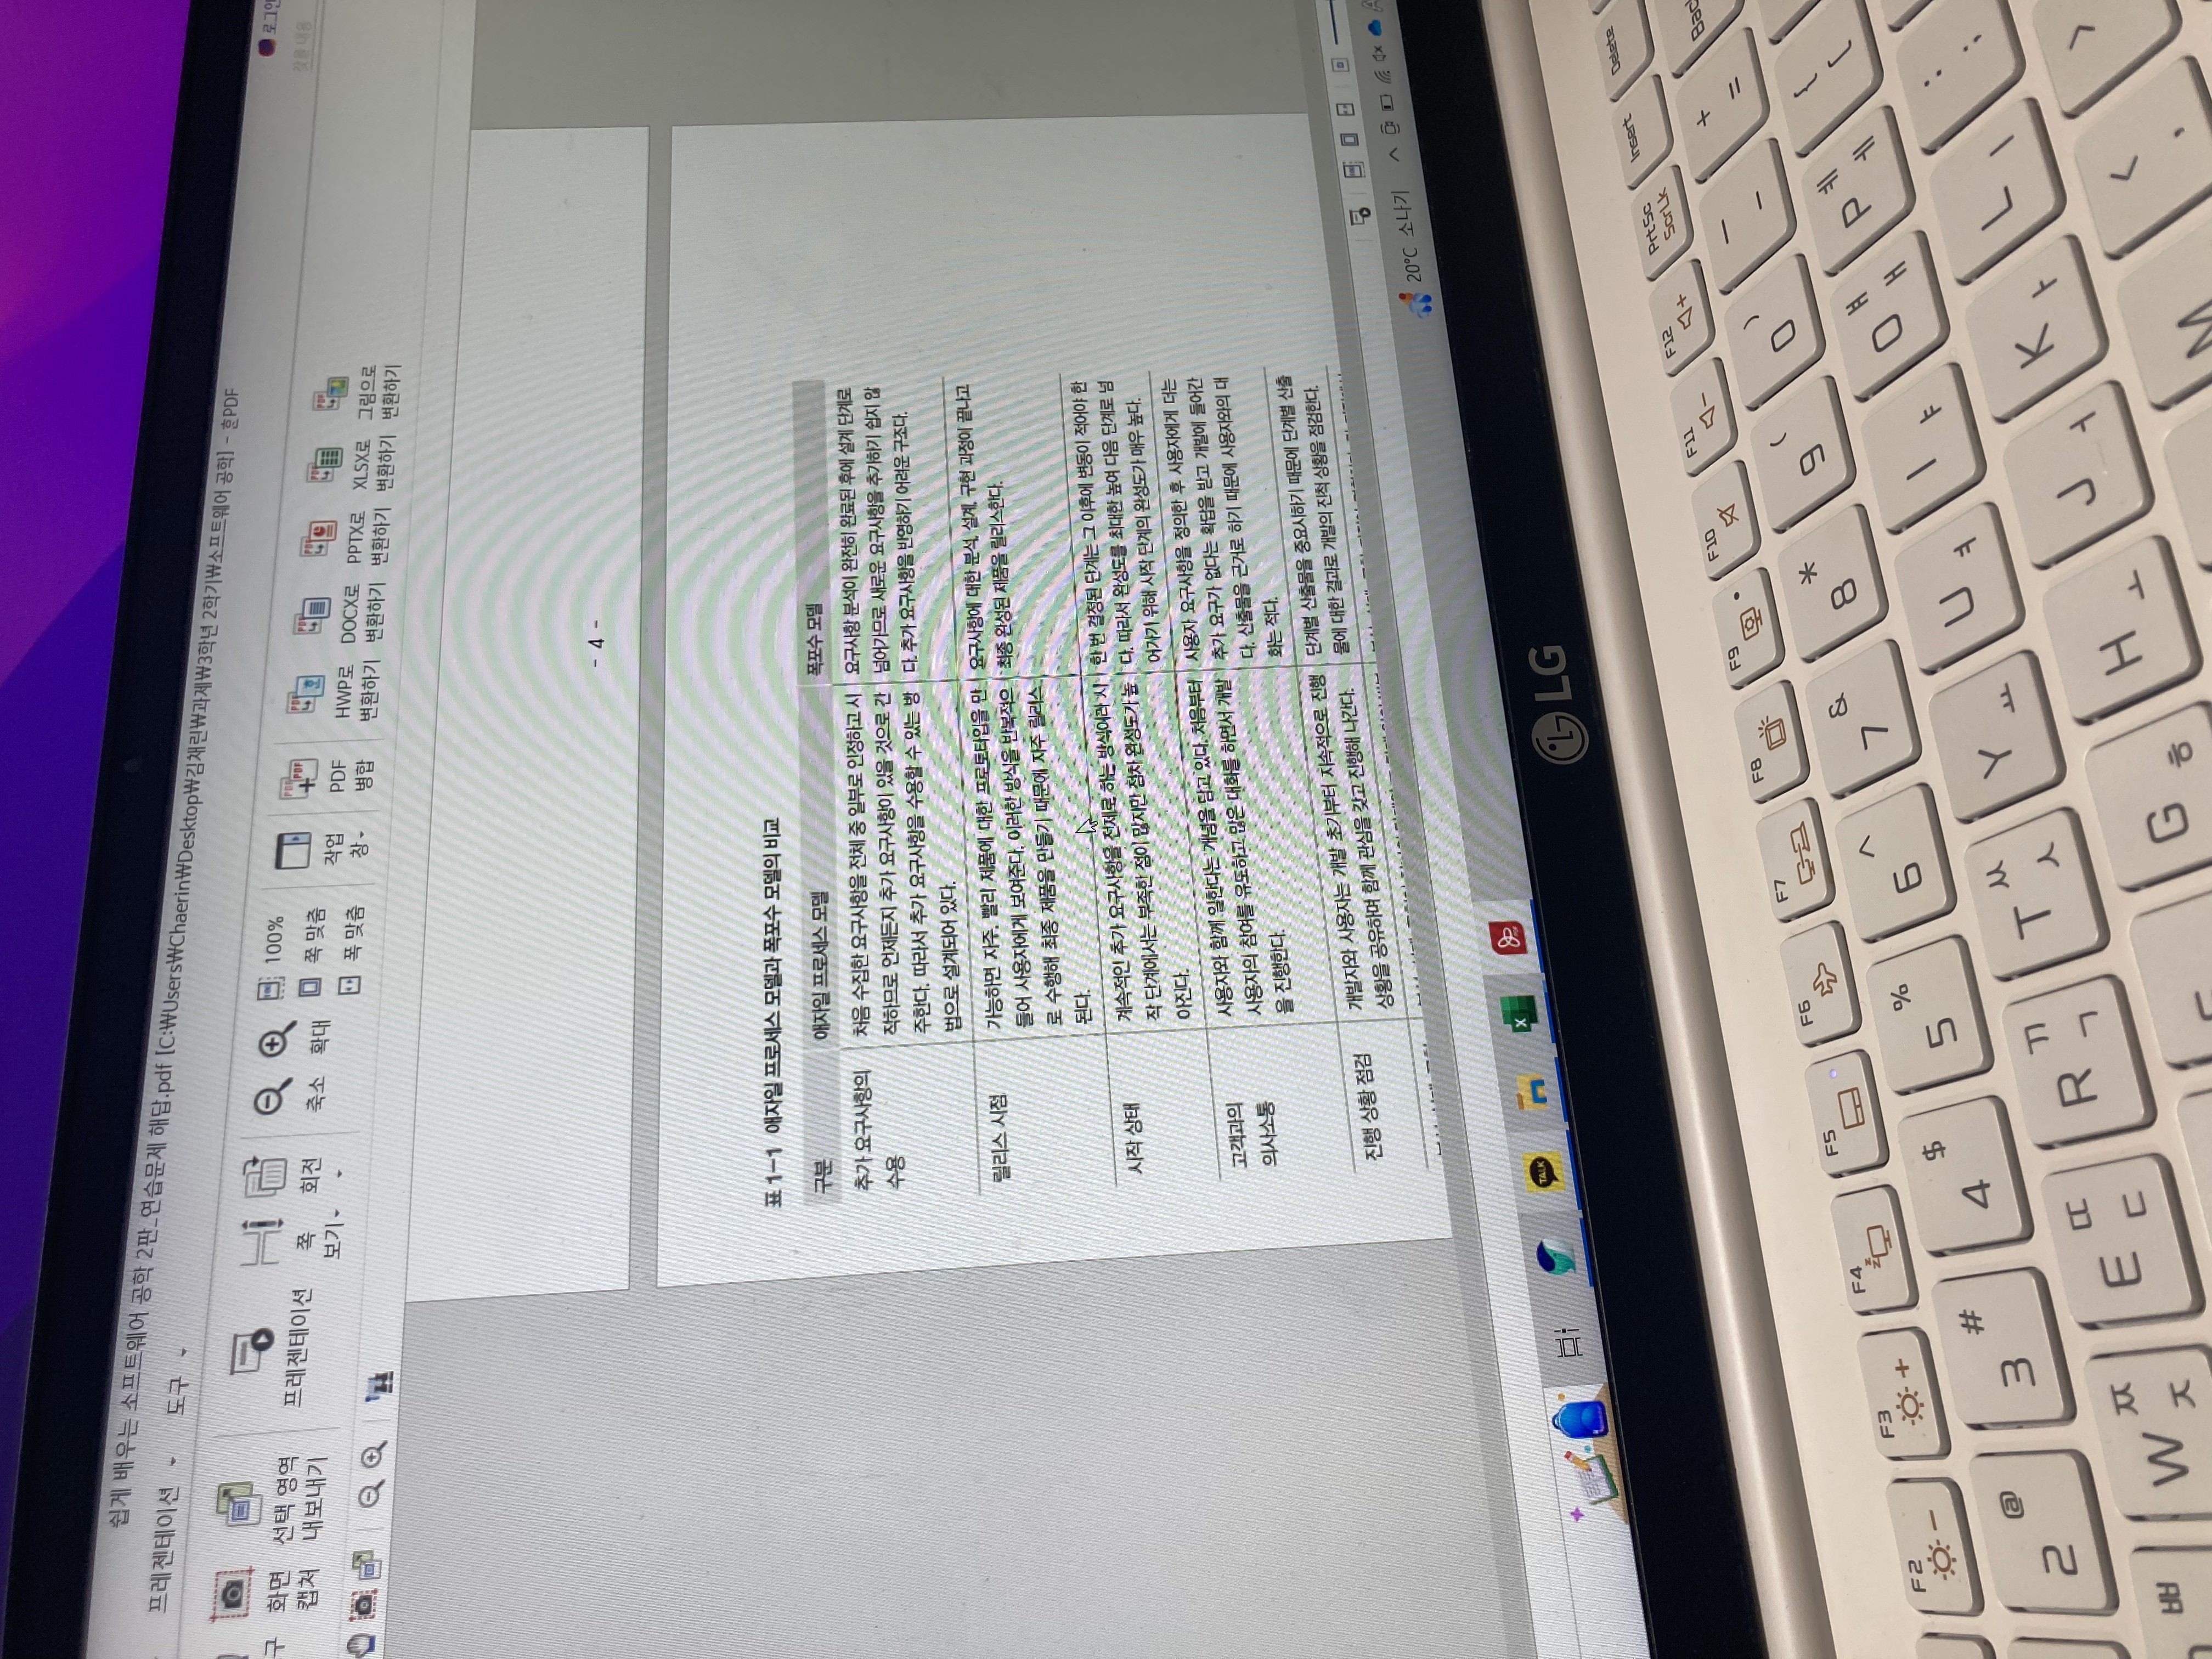 쉽게 배우는 소프트웨어 공학 2판_연습문제 해답.pdf [C:₩Users₩Chaerin₩Desktop₩김채린₩과제₩3학년 2학기₩소프트웨어 공학] - 한PDF
프레젠테이션 도구
로그인
찾을 내용
구
화면 캡처
선택 영역 내보내기
프레젠테이션
쪽 보기
회전
축소
확대
100%
쪽 맞춤
폭 맞춤
작업 창
PDF 병합
HWP로 변환하기
DOCX로 변환하기
PPTX로 변환하기
XLSX로 변환하기
그림으로 변환하기
- 4 -
표 1-1 애자일 프로세스 모델과 폭포수 모델의 비교
구분
애자일 프로세스 모델
폭포수 모델
추가 요구사항의
수용
처음 수집한 요구사항을 전체 중 일부로 인정하고 시
작하므로 언제든지 추가 요구사항이 있을 것으로 간
주한다. 따라서 추가 요구사항을 수용할 수 있는 방
법으로 설계되어 있다.
요구사항 분석이 완전히 완료된 후에 설계 단계로
넘어가므로 새로운 요구사항을 추가하기 쉽지 않
다. 추가 요구사항을 반영하기 어려운 구조다.
릴리스 시점
가능하면 자주, 빨리 제품에 대한 프로토타입을 만
들어 사용자에게 보여준다. 이러한 방식을 반복적으
로 수행해 최종 제품을 만들기 때문에 자주 릴리스
된다.
요구사항에 대한 분석, 설계, 구현 과정이 끝나고
최종 완성된 제품을 릴리스한다.
시작 상태
계속적인 추가 요구사항을 전제로 하는 방식이라 시
작 단계에서는 부족한 점이 많지만 점차 완성도가 높
아진다.
한 번 결정된 단계는 그 이후에 변동이 적어야 한
다. 따라서 완성도를 최대한 높여 다음 단계로 넘
어가기 위해 시작 단계의 완성도가 매우 높다.
고객과의
의사소통
사용자와 함께 일한다는 개념을 담고 있다. 처음부터
사용자의 참여를 유도하고 많은 대화를 하면서 개발
을 진행한다.
사용자 요구사항을 정의한 후 사용자에게 더는
추가 요구가 없다는 확답을 받고 개발에 들어간
다. 산출물을 근거로 하기 때문에 사용자와의 대
화는 적다.
진행 상황 점검
개발자와 사용자는 개발 초기부터 지속적으로 진행
상황을 공유하며 함께 관심을 갖고 진행해 나간다.
단계별 산출물을 중요시하기 때문에 단계별 산출
물에 대한 결과로 개발의 진척 상황을 점검한다.
20°C 소나기
TALK
LG
F2 F3 F4 F5 F6 F7 F8 F9 F10 F11 F12 PrtSc ScrLk Insert Delete
2 @ 3 # 4 $ 5 % 6 ^ 7 & 8 * 9 ( 0 ) - _ = +
ㅃ W ㅉ ㅈ E ㄸ ㄷ R ㄲ ㄱ T ㅆ ㅅ Y ㅛ U ㅕ I ㅑ O ㅒ ㅐ P ㅖ ㅔ { [
G ㅎ H ㅗ J ㅓ K ㅏ L ㅣ : ;
M < , >